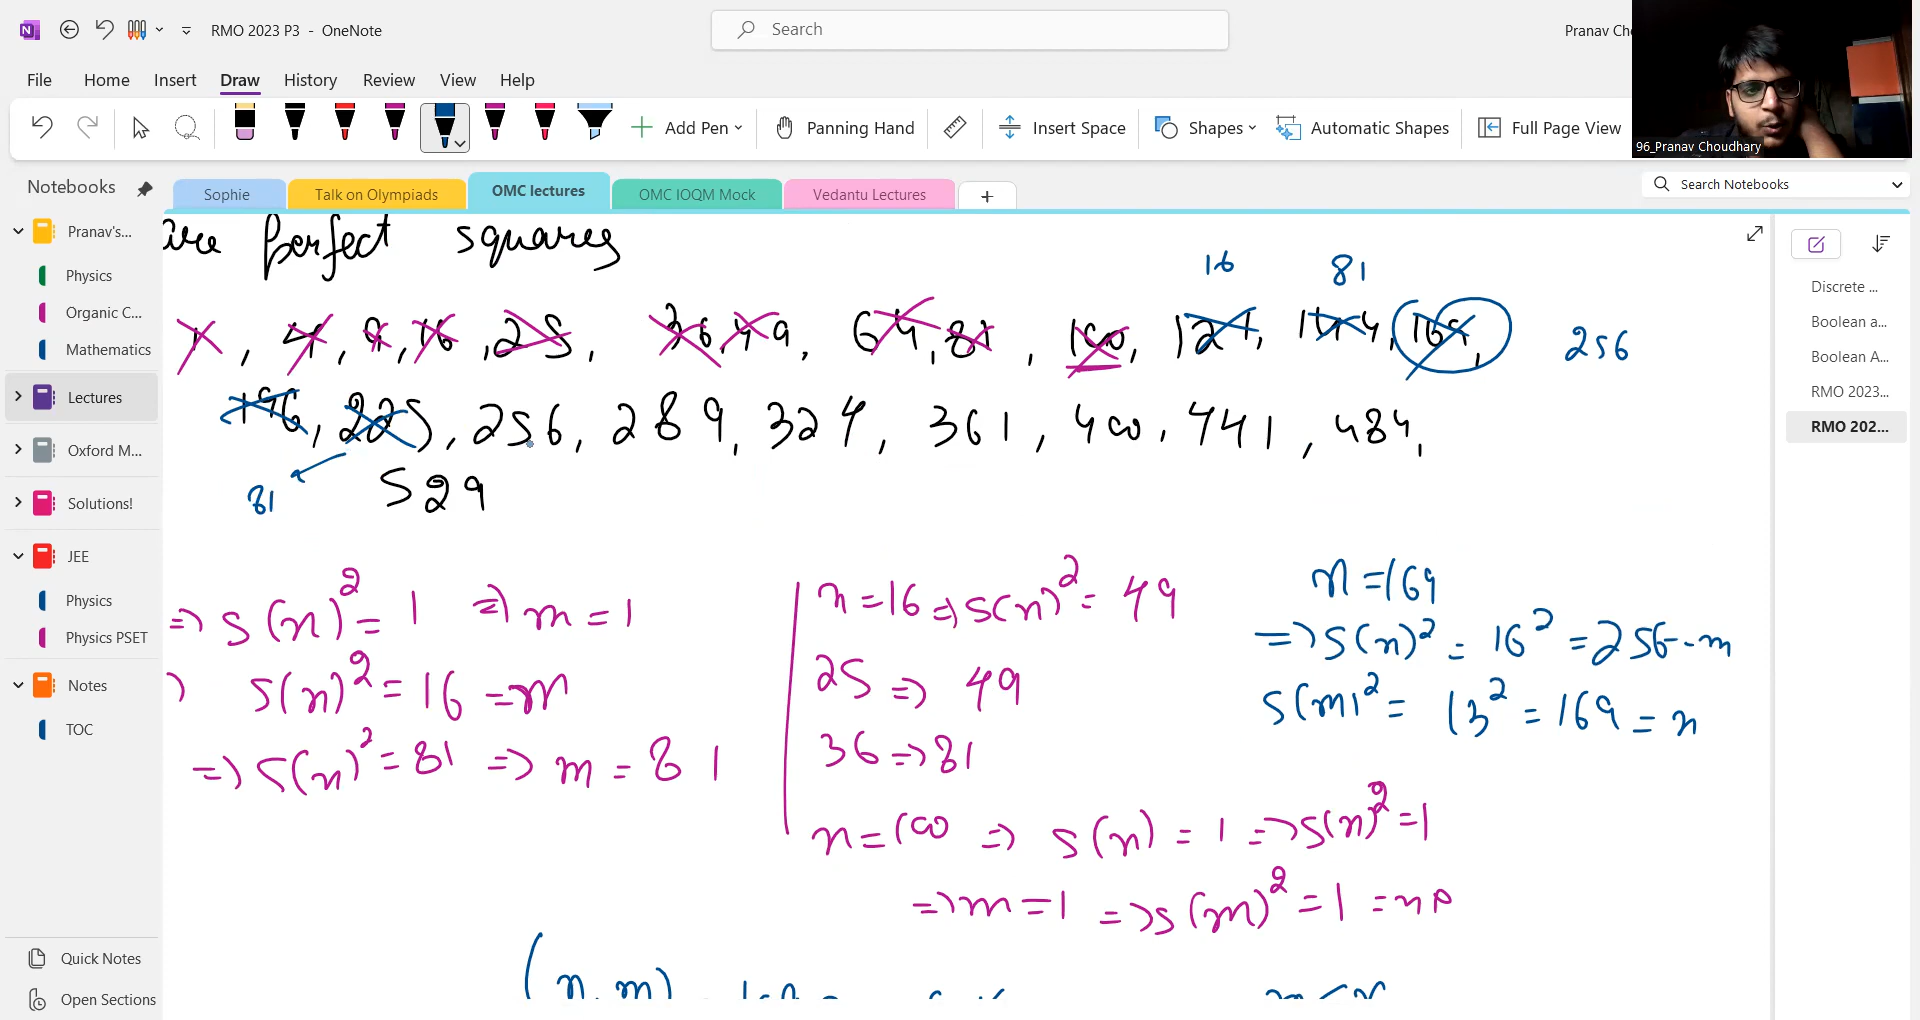 RMO 2023 P3 - OneNote
Search
Pranav Ch
File Home Insert Draw History Review View Help
Add Pen Panning Hand Insert Space Shapes Automatic Shapes Full Page View
96_Pranav Choudhary
Notebooks
Sophie Talk on Olympiads OMC lectures OMC IOQM Mock Vedantu Lectures +
Search Notebooks
Pranav's...
Physics
Organic C...
Mathematics
Lectures
Oxford M...
Solutions!
JEE
Physics
Physics PSET
Notes
TOC
Quick Notes
Open Sections
are perfect squares
16 81
1, 4, 9, 16, 25, 36, 49, 64, 81, 100, 121, 144, 169, 256
196, 225, 256, 289, 324, 361, 400, 441, 484,
81 529
=> s(n)² = 1 => m = 1
s(n)² = 16 = m
=> s(n)² = 81 => m = 81
n = 16 => s(n)² = 49
25 => 49
36 => 81
n = 100 => s(n) = 1 => s(n)² = 1
=> m = 1 => s(m)² = 1 = n
n = 169
=> s(n)² = 16² = 256 = m
s(m)² = 13² = 169 = n
(n, m)
Discrete ...
Boolean a...
Boolean A...
RMO 2023...
RMO 202...